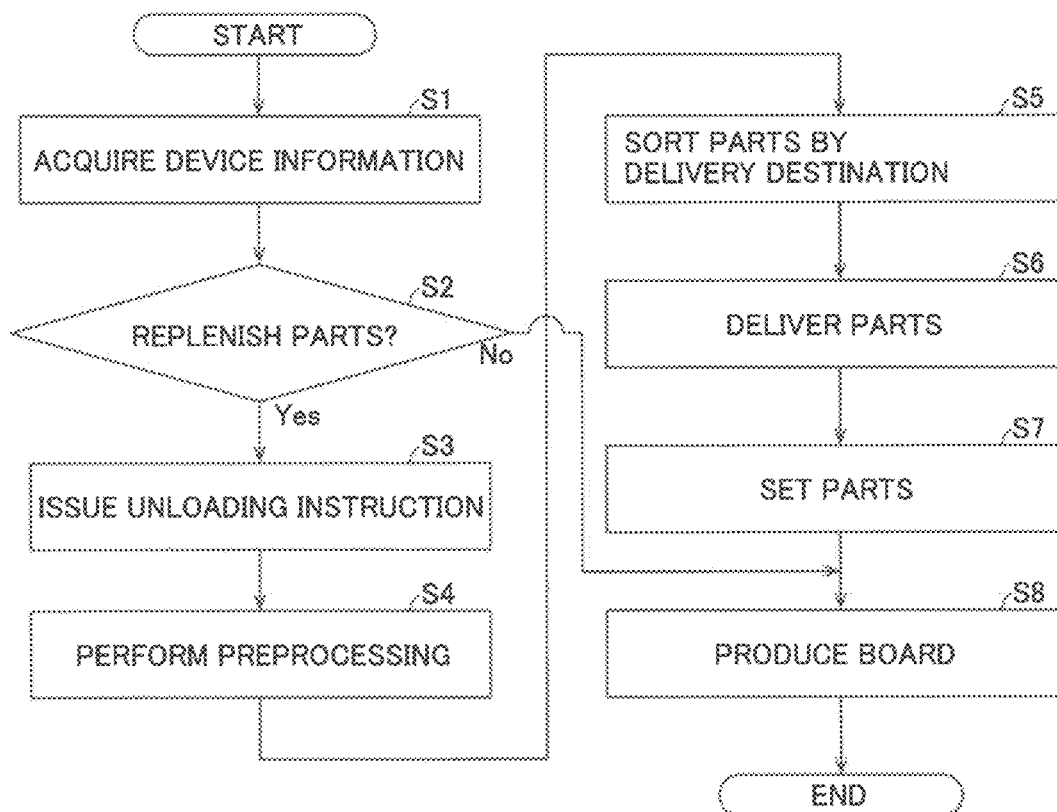 START
S1
ACQUIRE DEVICE INFORMATION
S2
REPLENISH PARTS?
No
Yes
S3
ISSUE UNLOADING INSTRUCTION
S4
PERFORM PREPROCESSING
S5
SORT PARTS BY
DELIVERY DESTINATION
S6
DELIVER PARTS
S7
SET PARTS
S8
PRODUCE BOARD
END